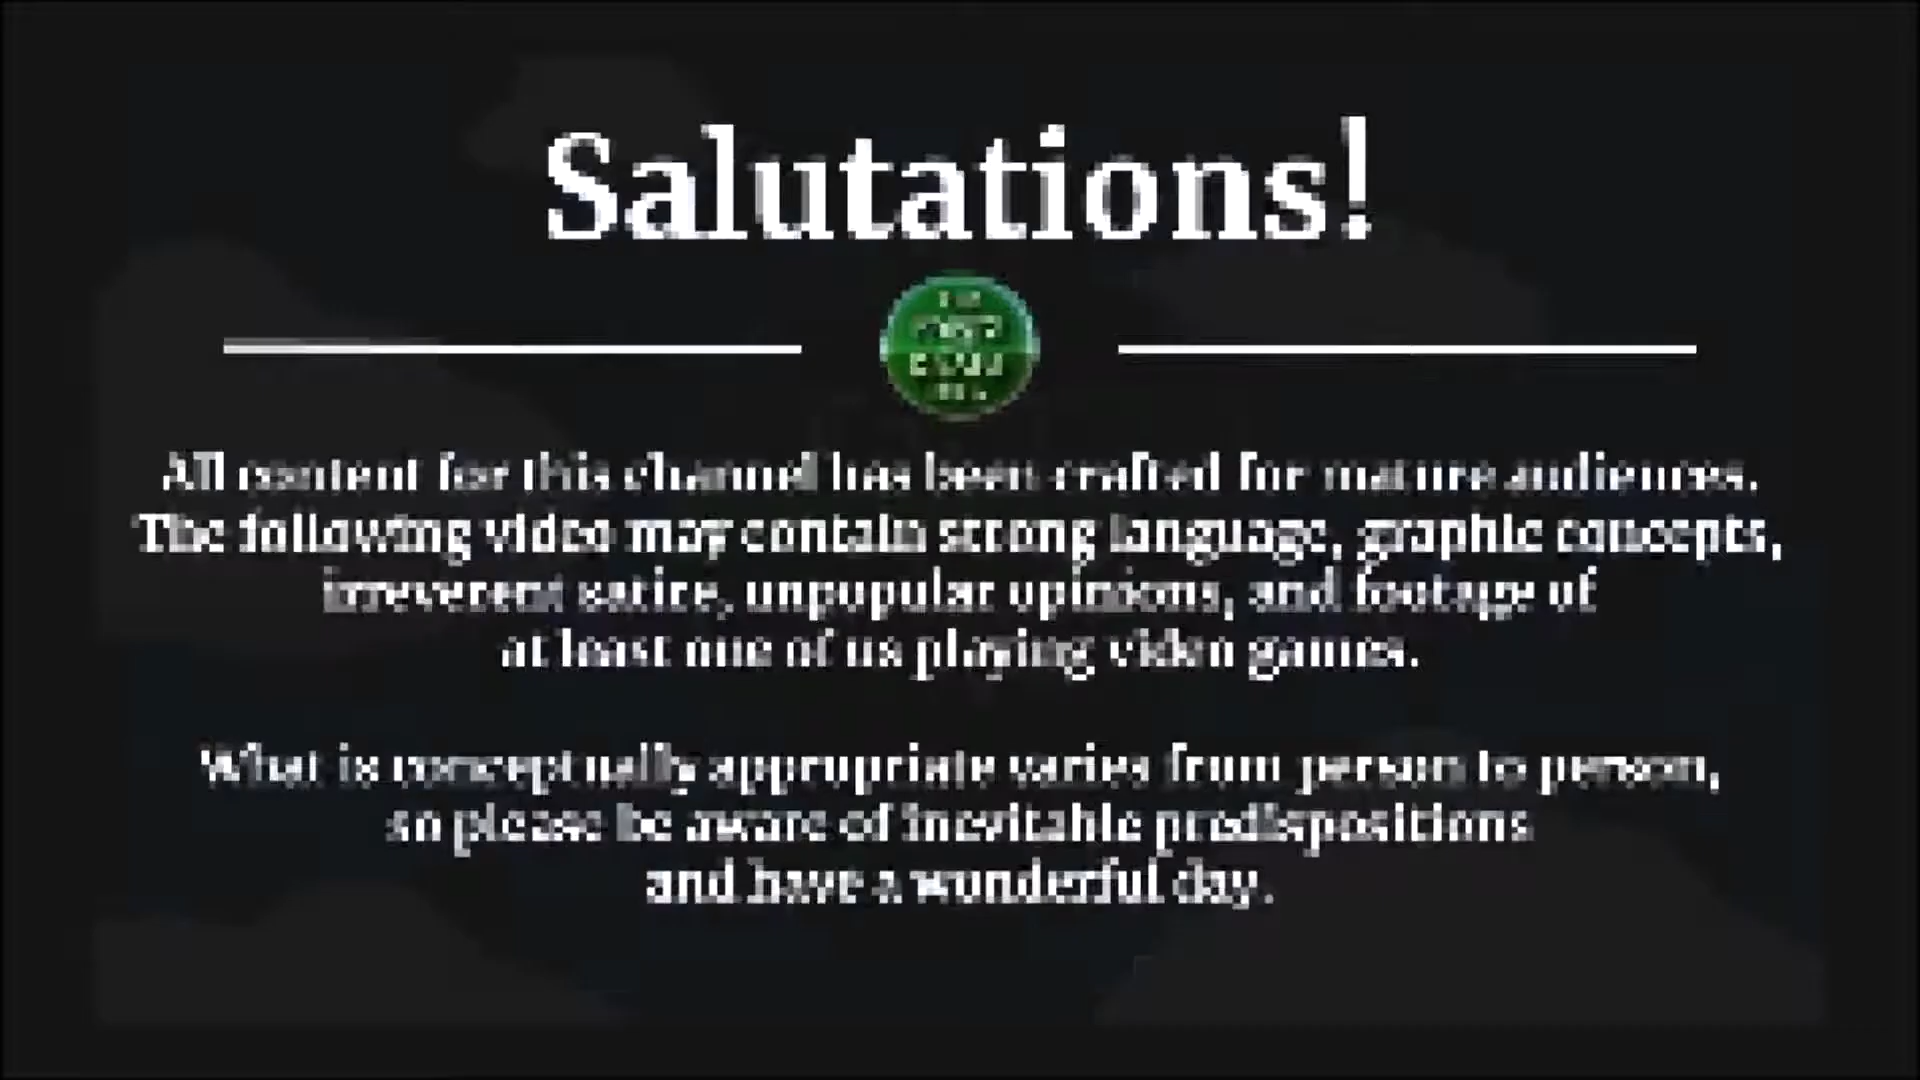 Salutations!
All content for this channel has been crafted for mature audiences.
The following video may contain strong language, graphic concepts,
irreverent satire, unpopular opinions, and footage of
at least one of us playing video games.
What is conceptually appropriate varies from person to person,
so please be aware of inevitable predispositions
and have a wonderful day.